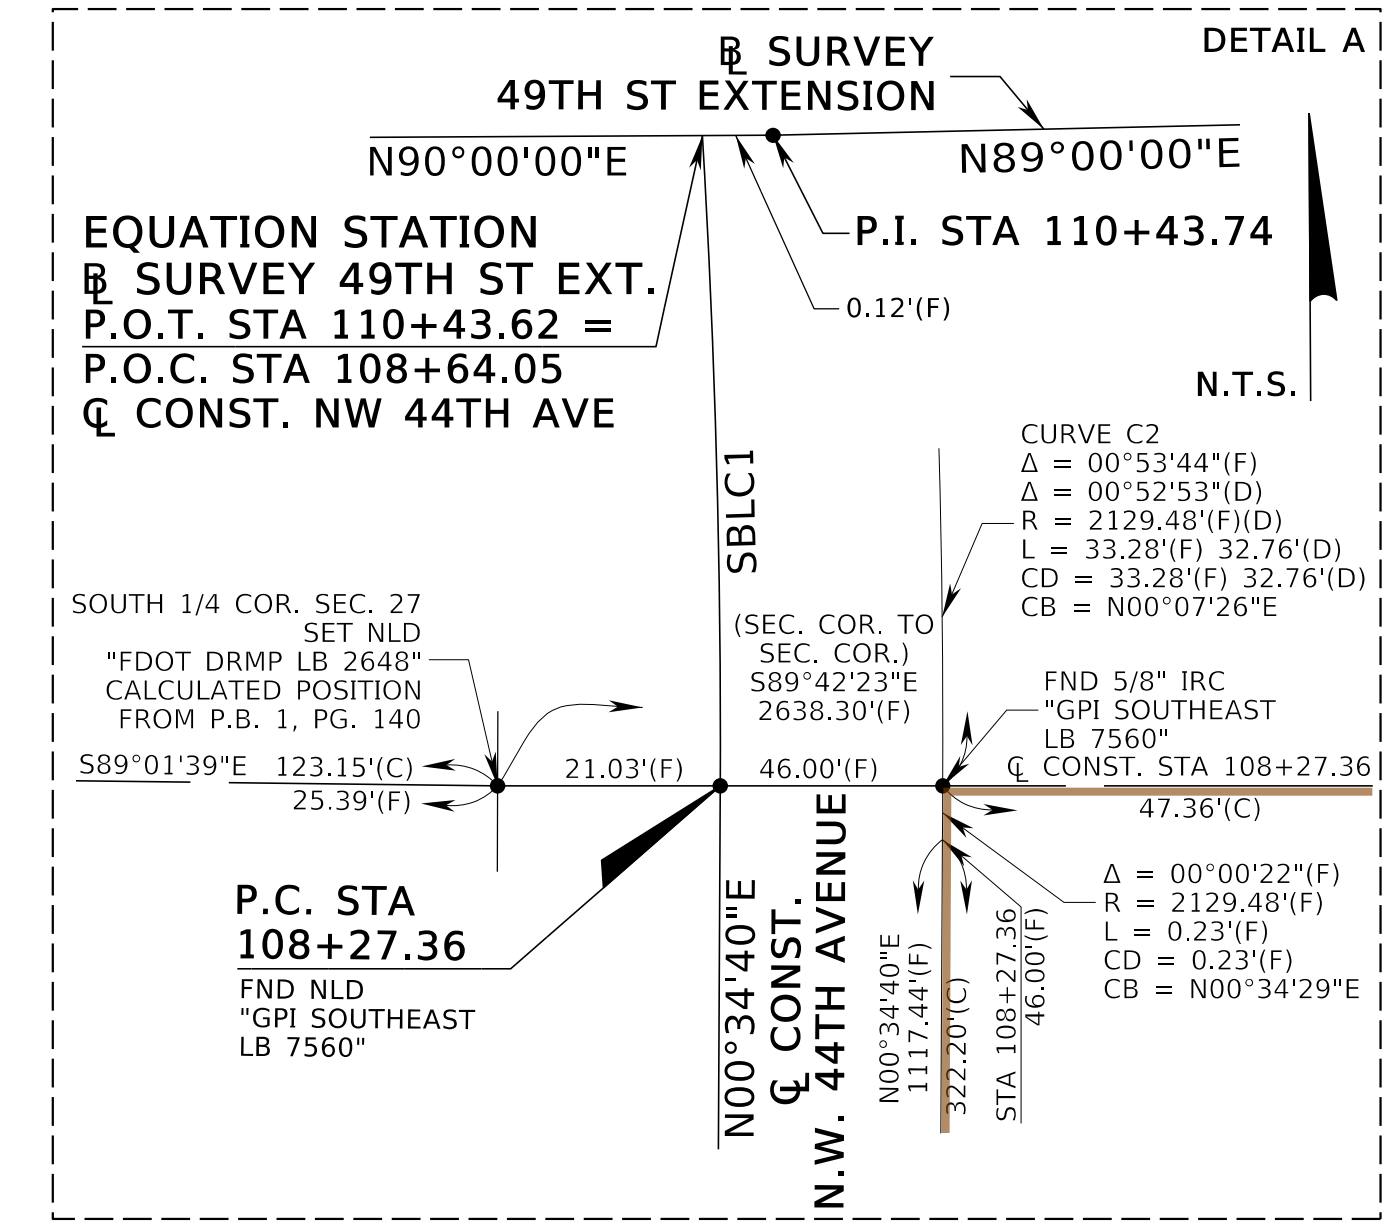 DETAIL A
℄ SURVEY
49TH ST EXTENSION
N90°00'00"E
N89°00'00"E
EQUATION STATION
℄ SURVEY 49TH ST EXT.
P.O.T. STA 110+43.62 =
P.O.C. STA 108+64.05
℄ CONST. NW 44TH AVE
P.I. STA 110+43.74
0.12'(F)
N.T.S.
CURVE C2
Δ = 00°53'44"(F)
Δ = 00°52'53"(D)
R = 2129.48'(F)(D)
L = 33.28'(F) 32.76'(D)
CD = 33.28'(F) 32.76'(D)
CB = N00°07'26"E
SBLC1
SOUTH 1/4 COR. SEC. 27
SET NLD
"FDOT DRMP LB 2648"
CALCULATED POSITION
FROM P.B. 1, PG. 140
(SEC. COR. TO
SEC. COR.)
S89°42'23"E
2638.30'(F)
FND 5/8" IRC
"GPI SOUTHEAST
LB 7560"
℄ CONST. STA 108+27.36
S89°01'39"E
123.15'(C)
25.39'(F)
21.03'(F)
46.00'(F)
47.36'(C)
P.C. STA
108+27.36
FND NLD
"GPI SOUTHEAST
LB 7560"
N00°34'40"E
℄ CONST.
N.W. 44TH AVENUE
N00°34'40"E
1117.44'(F)
322.20'(C)
STA 108+27.36
46.00'(F)
Δ = 00°00'22"(F)
R = 2129.48'(F)
L = 0.23'(F)
CD = 0.23'(F)
CB = N00°34'29"E